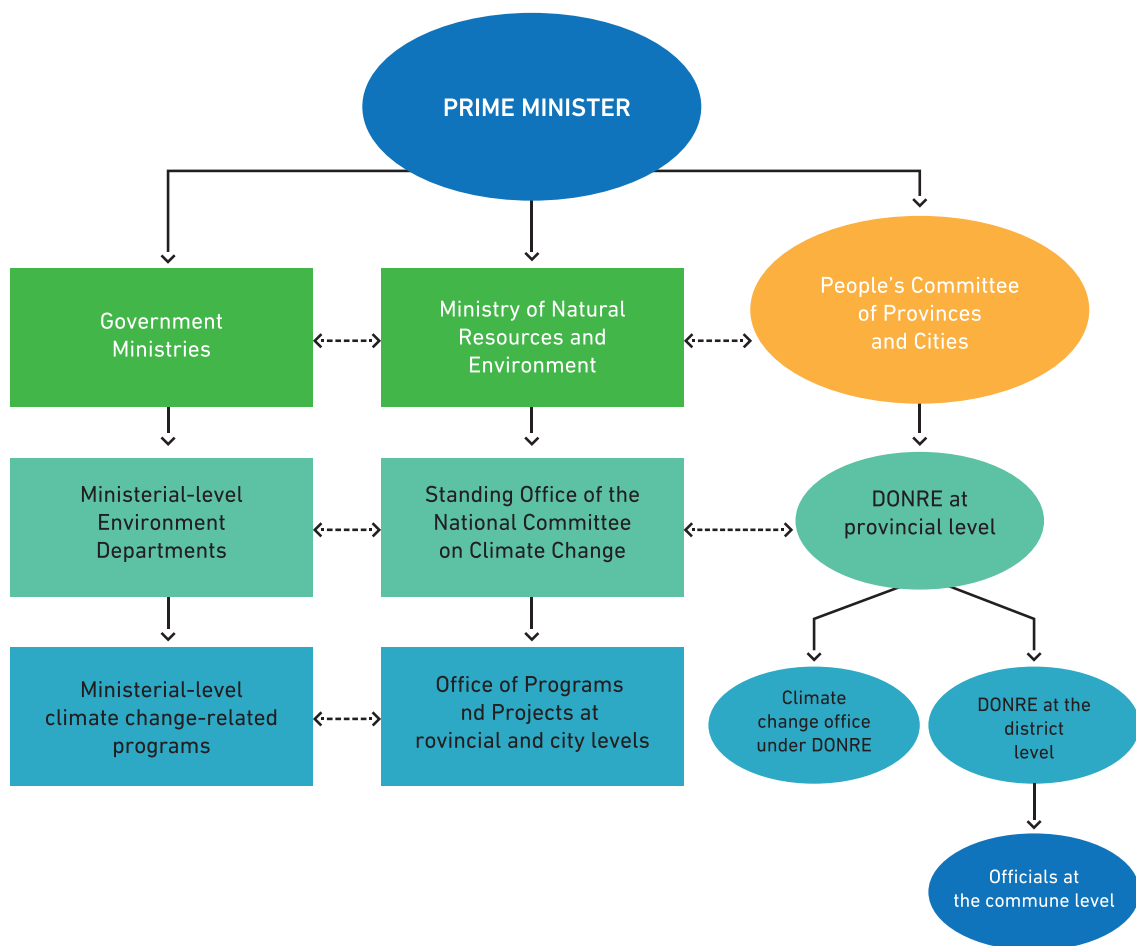 PRIME MINISTER
Government
Ministries
Ministry of Natural
Resources and
Environment
People's Committee
of Provinces
and Cities
Ministerial-level
Environment
Departments
Standing Office of the
National Committee
on Climate Change
DONRE at
provincial level
Ministerial-level
climate change-related
programs
Office of Programs
nd Projects at
rovincial and city levels
Climate
change office
under DONRE
DONRE at the
district
level
Officials at
the commune level